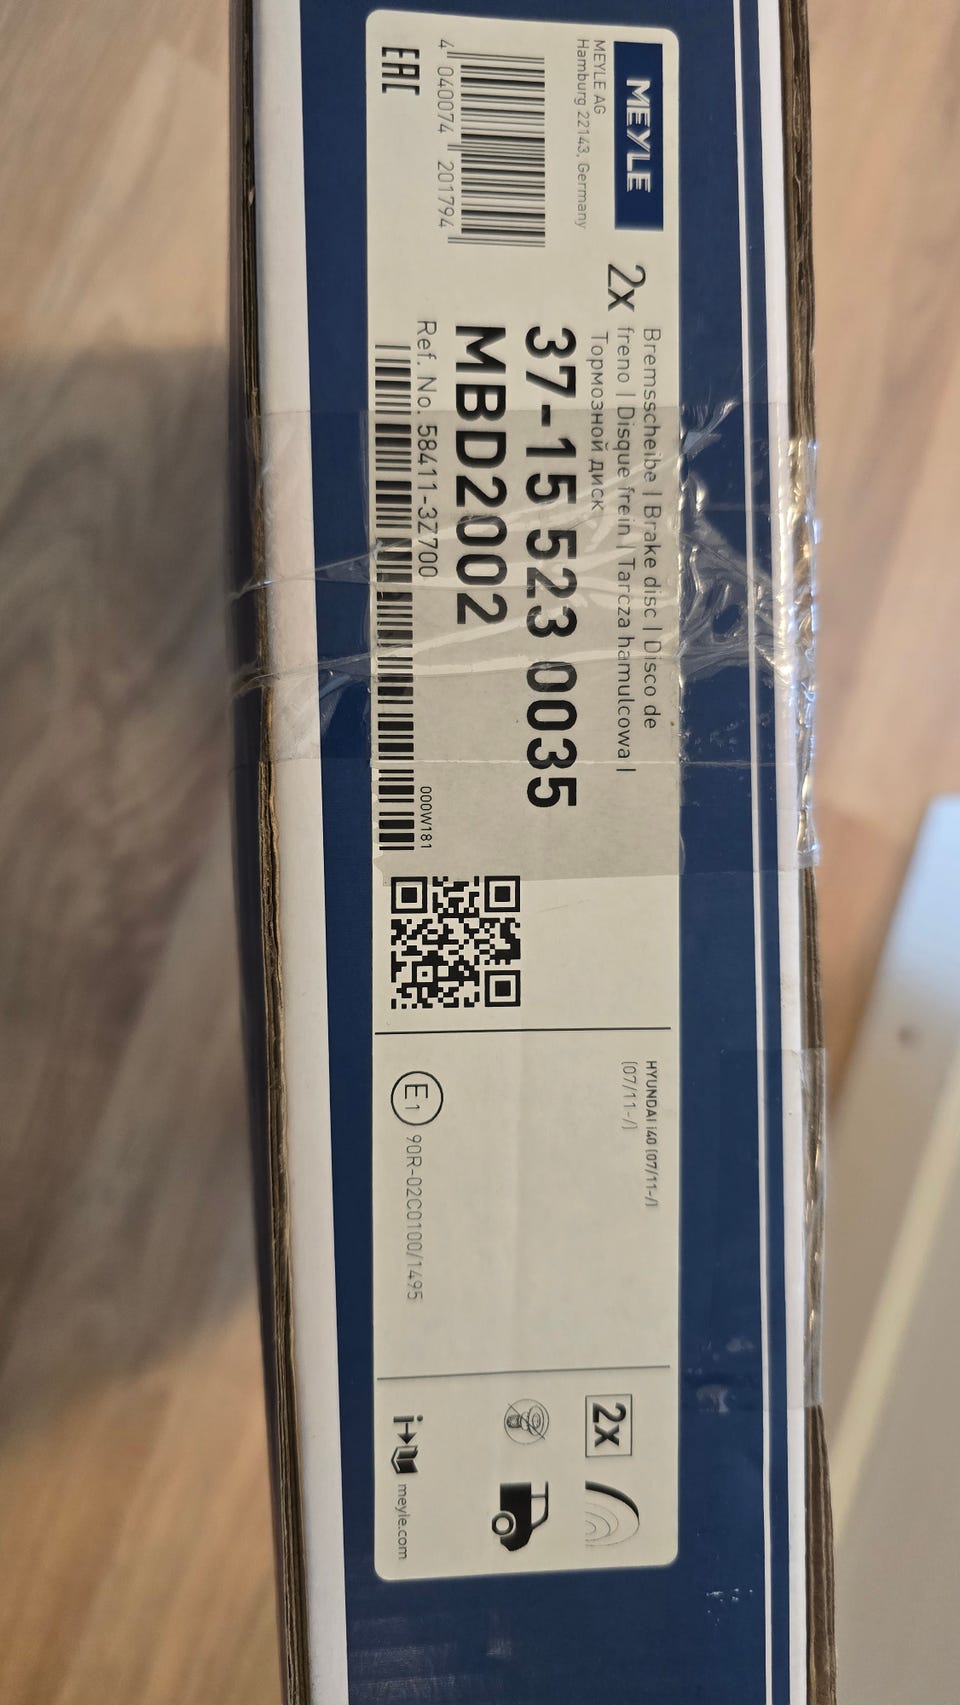 MEYLE
MEYLE AG
Hamburg 22143, Germany
4 040074 201794
EAC
2x
Bremsscheibe | Brake disc | Disco de
freno | Disque frein | Tarcza hamulcowa |
Тормозной диск
37-15 523 0035
MBD2002
Ref. No. 58411-3Z700
000W181
HYUNDAI i40 (07/11-/)
(07/11-/)
E1 90R-02C0100/1495
2x
i
meyle.com